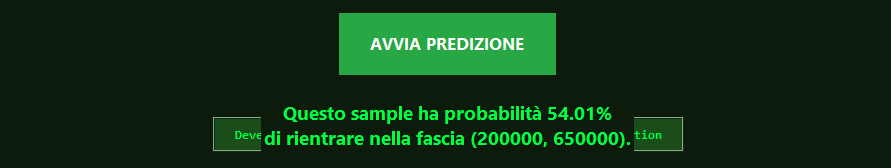 AVVIA PREDIZIONE
Questo sample ha probabilità 54.01%
di rientrare nella fascia (200000, 650000).